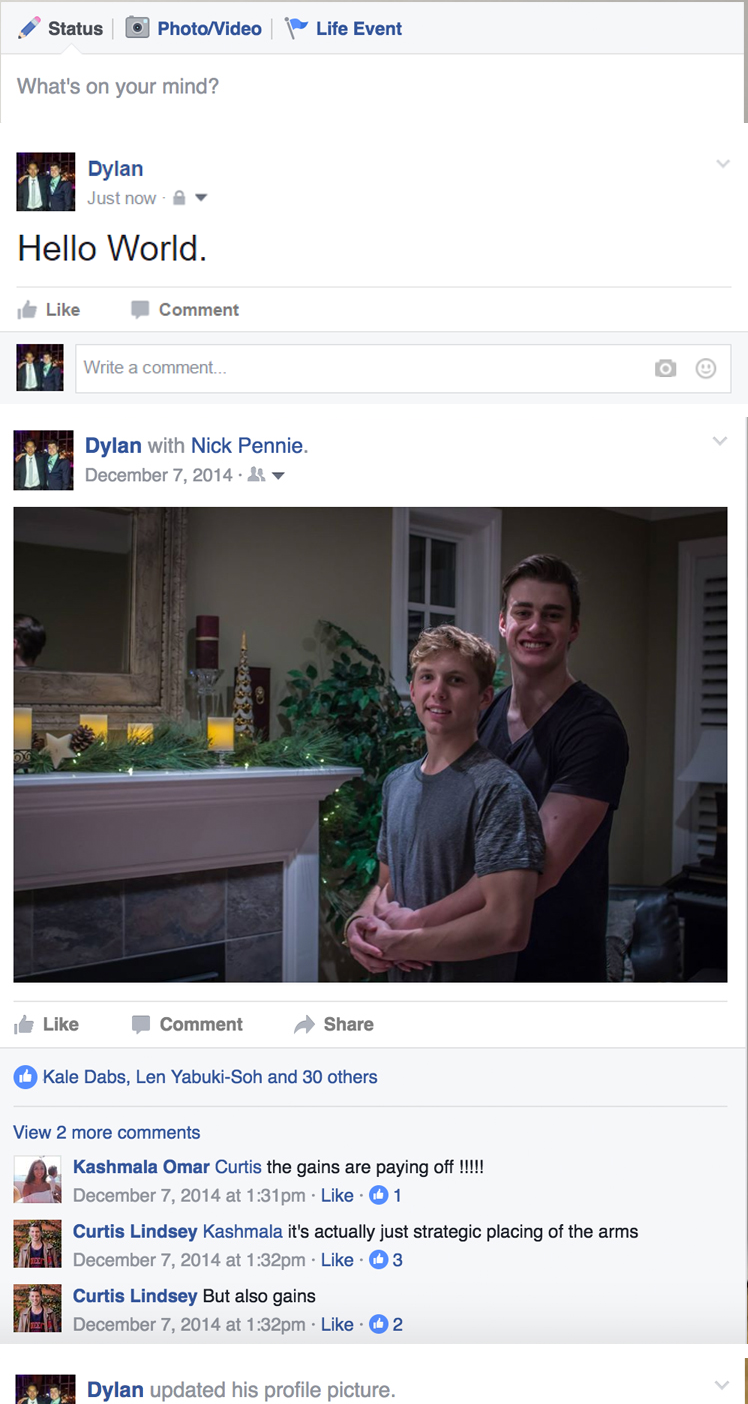 Status Photo/Video Life Event
What's on your mind?
Dylan
Just now ·
Hello World.
Like Comment
Write a comment...
Dylan with Nick Pennie.
December 7, 2014 ·
Like Comment Share
Kale Dabs, Len Yabuki-Soh and 30 others
View 2 more comments
Kashmala Omar Curtis the gains are paying off !!!!!
December 7, 2014 at 1:31pm · Like · 1
Curtis Lindsey Kashmala it's actually just strategic placing of the arms
December 7, 2014 at 1:32pm · Like · 3
Curtis Lindsey But also gains
December 7, 2014 at 1:32pm · Like · 2
Dylan updated his profile picture.